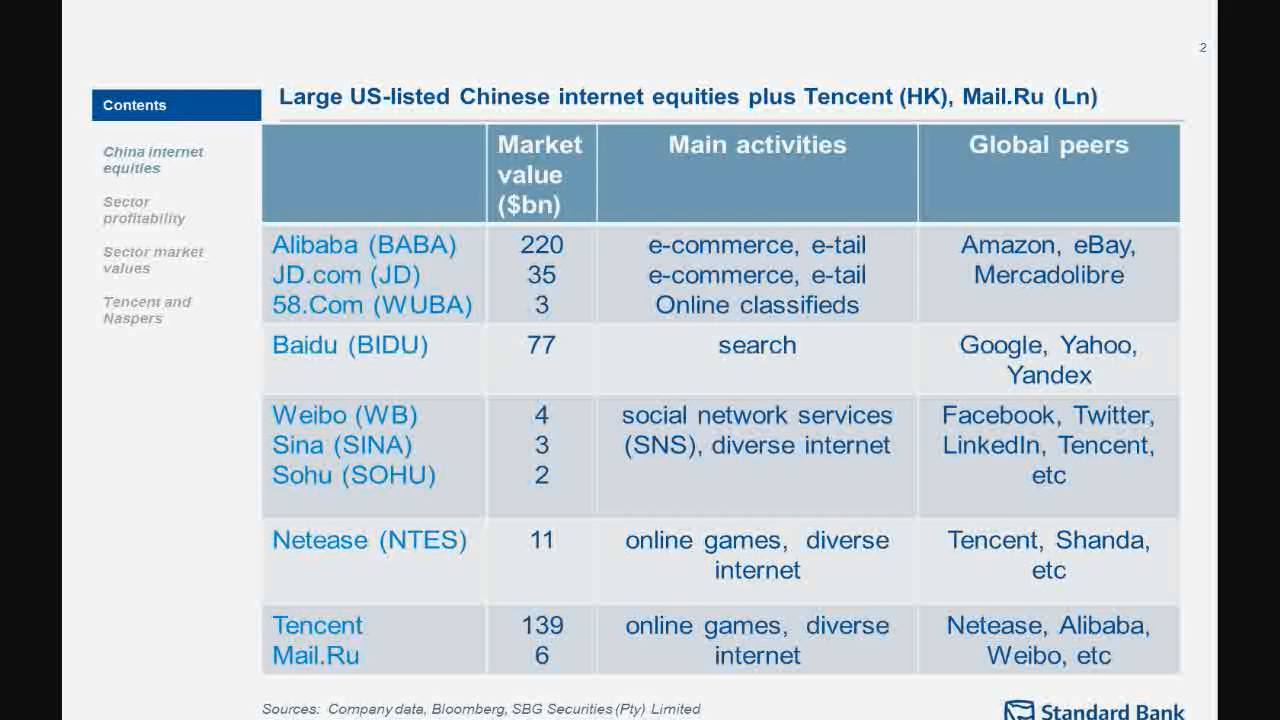 2
Contents
Large US-listed Chinese internet equities plus Tencent (HK), Mail.Ru (Ln)
China internet
equities
Sector
profitability
Sector market
values
Tencent and
Naspers
Market value ($bn) Main activities Global peers
Alibaba (BABA) 220 e-commerce, e-tail Amazon, eBay,
JD.com (JD) 35 e-commerce, e-tail Mercadolibre
58.Com (WUBA) 3 Online classifieds
Baidu (BIDU) 77 search Google, Yahoo,
Yandex
Weibo (WB) 4 social network services Facebook, Twitter,
Sina (SINA) 3 (SNS), diverse internet LinkedIn, Tencent,
Sohu (SOHU) 2 etc
Netease (NTES) 11 online games, diverse Tencent, Shanda,
internet etc
Tencent 139 online games, diverse Netease, Alibaba,
Mail.Ru 6 internet Weibo, etc
Sources: Company data, Bloomberg, SBG Securities (Pty) Limited
Standard Bank